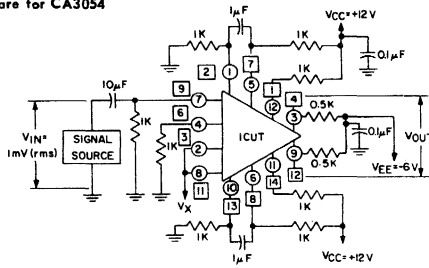 are for CA3054
1μF
1K
1K
VCC=+12V
0.1μF
10μF
2
1
7
5
1K
1
12
9
7
4
3
0.5K
6
4
1K
VIN=
1mV (rms)
SIGNAL
SOURCE
1K
3
2
ICUT
0.1μF
VOUT
9
0.5K
VEE=-6V
8
11
10
13
6
8
11
14
12
VX
1K
1K
1K
1μF
VCC=+12V